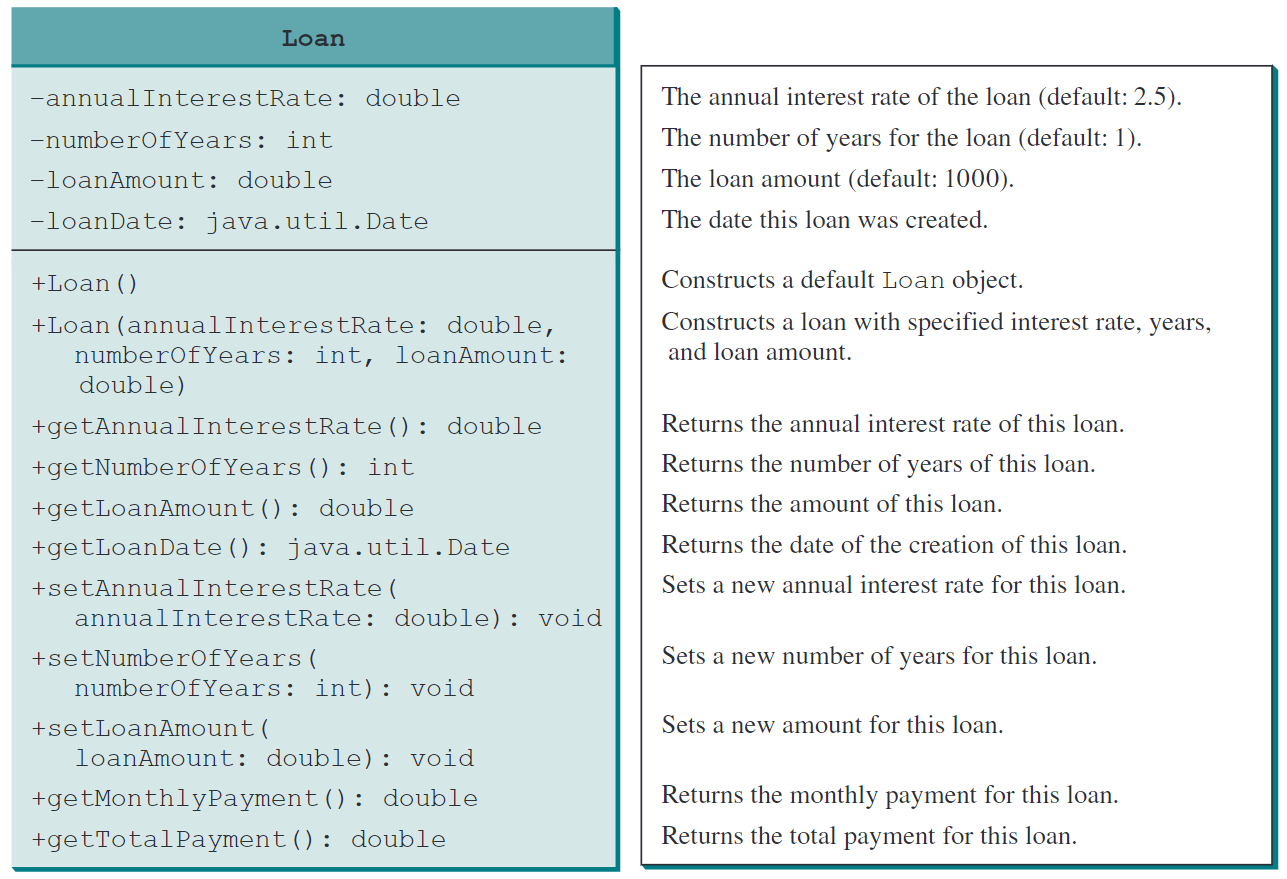 Loan
–annualInterestRate: double
–numberOfYears: int
–loanAmount: double
–loanDate: java.util.Date
+Loan()
+Loan(annualInterestRate: double,
numberOfYears: int, loanAmount:
double)
+getAnnualInterestRate(): double
+getNumberOfYears(): int
+getLoanAmount(): double
+getLoanDate(): java.util.Date
+setAnnualInterestRate(
annualInterestRate: double): void
+setNumberOfYears(
numberOfYears: int): void
+setLoanAmount(
loanAmount: double): void
+getMonthlyPayment(): double
+getTotalPayment(): double
The annual interest rate of the loan (default: 2.5).
The number of years for the loan (default: 1).
The loan amount (default: 1000).
The date this loan was created.
Constructs a default Loan object.
Constructs a loan with specified interest rate, years,
and loan amount.
Returns the annual interest rate of this loan.
Returns the number of years of this loan.
Returns the amount of this loan.
Returns the date of the creation of this loan.
Sets a new annual interest rate for this loan.
Sets a new number of years for this loan.
Sets a new amount for this loan.
Returns the monthly payment for this loan.
Returns the total payment for this loan.